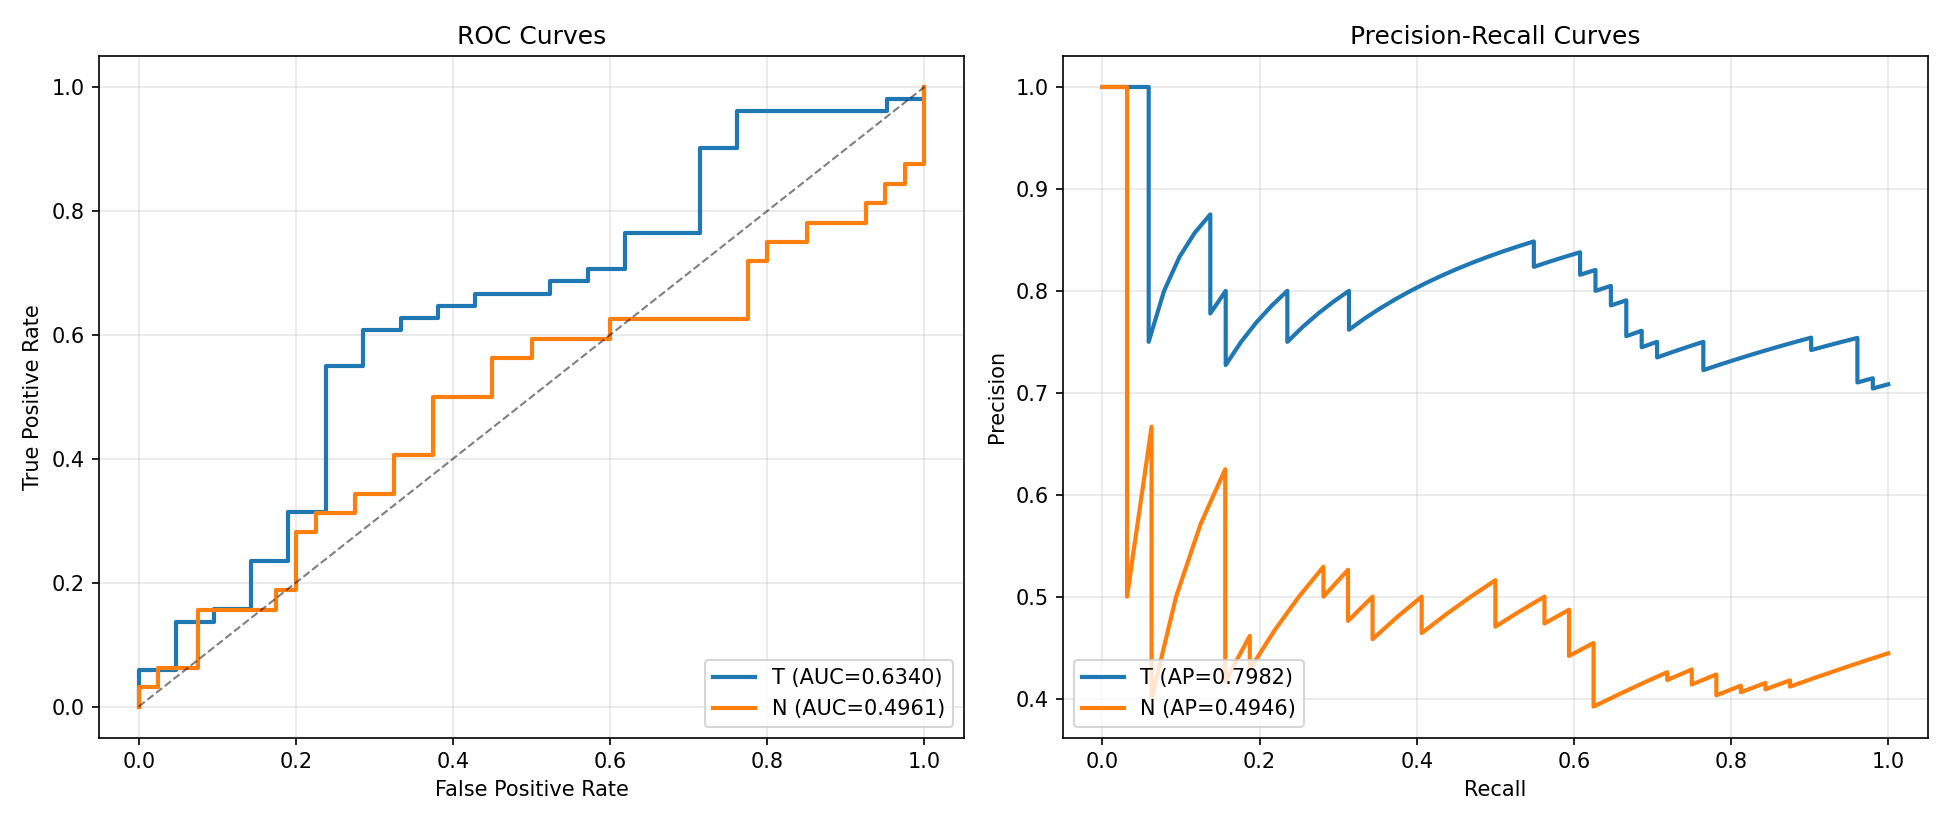 ROC Curves
True Positive Rate
1.0
0.8
0.6
0.4
0.2
0.0
T (AUC=0.6340)
N (AUC=0.4961)
0.0 0.2 0.4 0.6 0.8 1.0
False Positive Rate
Precision-Recall Curves
Precision
1.0
0.9
0.8
0.7
0.6
0.5
0.4
T (AP=0.7982)
N (AP=0.4946)
0.0 0.2 0.4 0.6 0.8 1.0
Recall